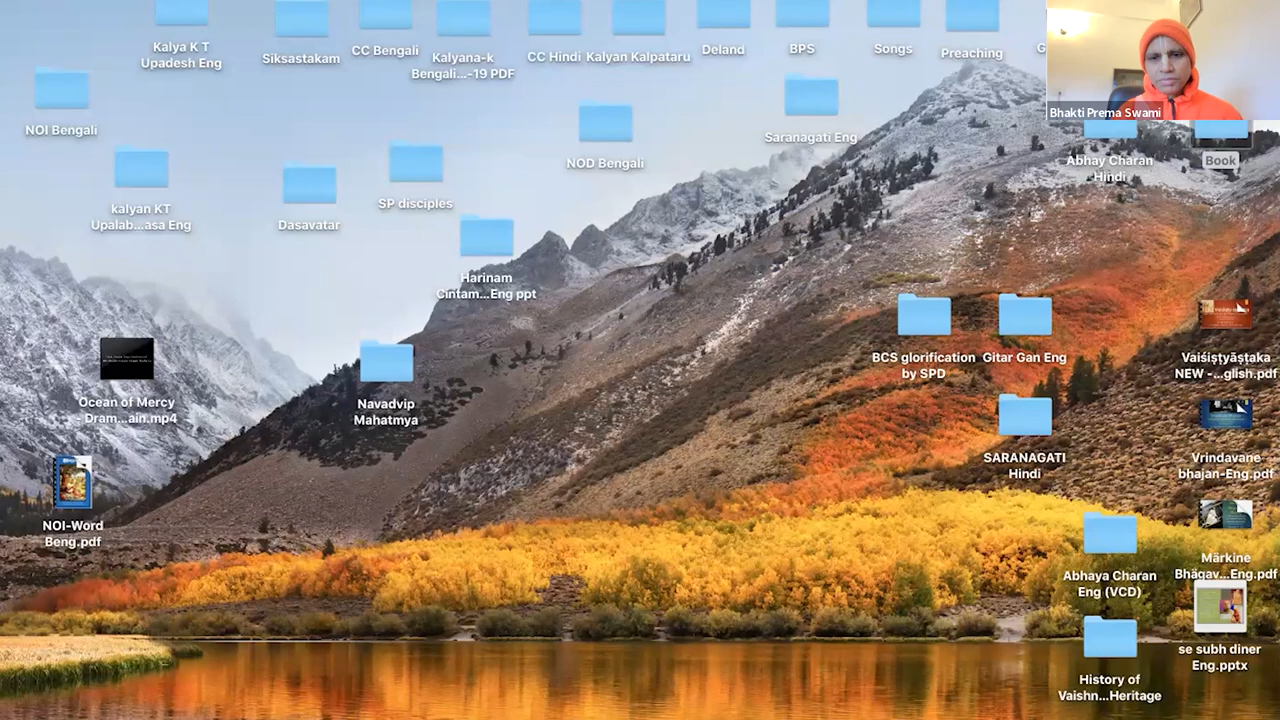 Kalya K T
Upadesh Eng
Siksastakam
CC Bengali
Kalyana-k
Bengali...-19 PDF
CC Hindi
Kalyan Kalpataru
Deland
BPS
Songs
Preaching
G
Bhakti Prema Swami
NOI Bengali
NOD Bengali
Saranagati Eng
Abhay Charan
Hindi
Book
kalyan KT
Upalab...asa Eng
Dasavatar
SP disciples
Harinam
Cintam...Eng ppt
BCS glorification
by SPD
Gitar Gan Eng
Vaiśiṣṭyāṣṭaka
NEW -...glish.pdf
Ocean of Mercy
- Dram...ain.mp4
Navadvip
Mahatmya
SARANAGATI
Hindi
Vrindavane
bhajan-Eng.pdf
NOI-Word
Beng.pdf
Abhaya Charan
Eng (VCD)
Märkine
Bhägav...Eng.pdf
History of
Vaishn...Heritage
se subh diner
Eng.pptx